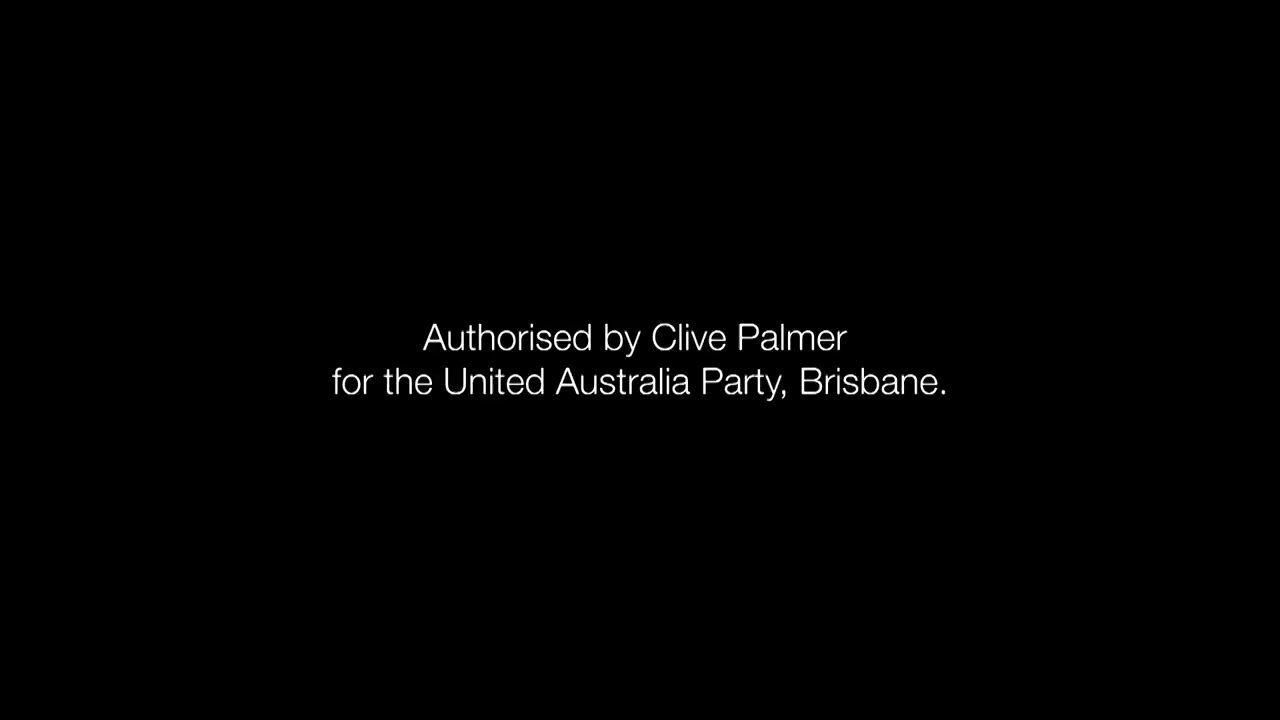 Authorised by Clive Palmer
for the United Australia Party, Brisbane.